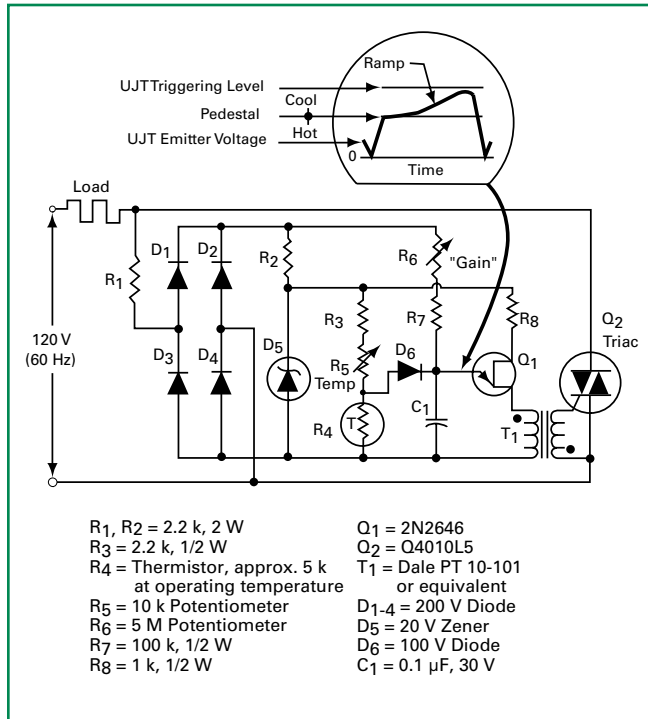 Ramp
UJT Triggering Level
Cool
Pedestal
Hot
UJT Emitter Voltage
0
Time
Load
D1
D2
R2
R6
"Gain"
R1
R3
R7
R8
Q2
Triac
120 V
(60 Hz)
D3
D4
D5
R5
Temp
D6
Q1
R4
T
C1
T1
R1, R2 = 2.2 k, 2 W
R3 = 2.2 k, 1/2 W
R4 = Thermistor, approx. 5 k
at operating temperature
R5 = 10 k Potentiometer
R6 = 5 M Potentiometer
R7 = 100 k, 1/2 W
R8 = 1 k, 1/2 W
Q1 = 2N2646
Q2 = Q4010L5
T1 = Dale PT 10-101
or equivalent
D1-4 = 200 V Diode
D5 = 20 V Zener
D6 = 100 V Diode
C1 = 0.1 μF, 30 V